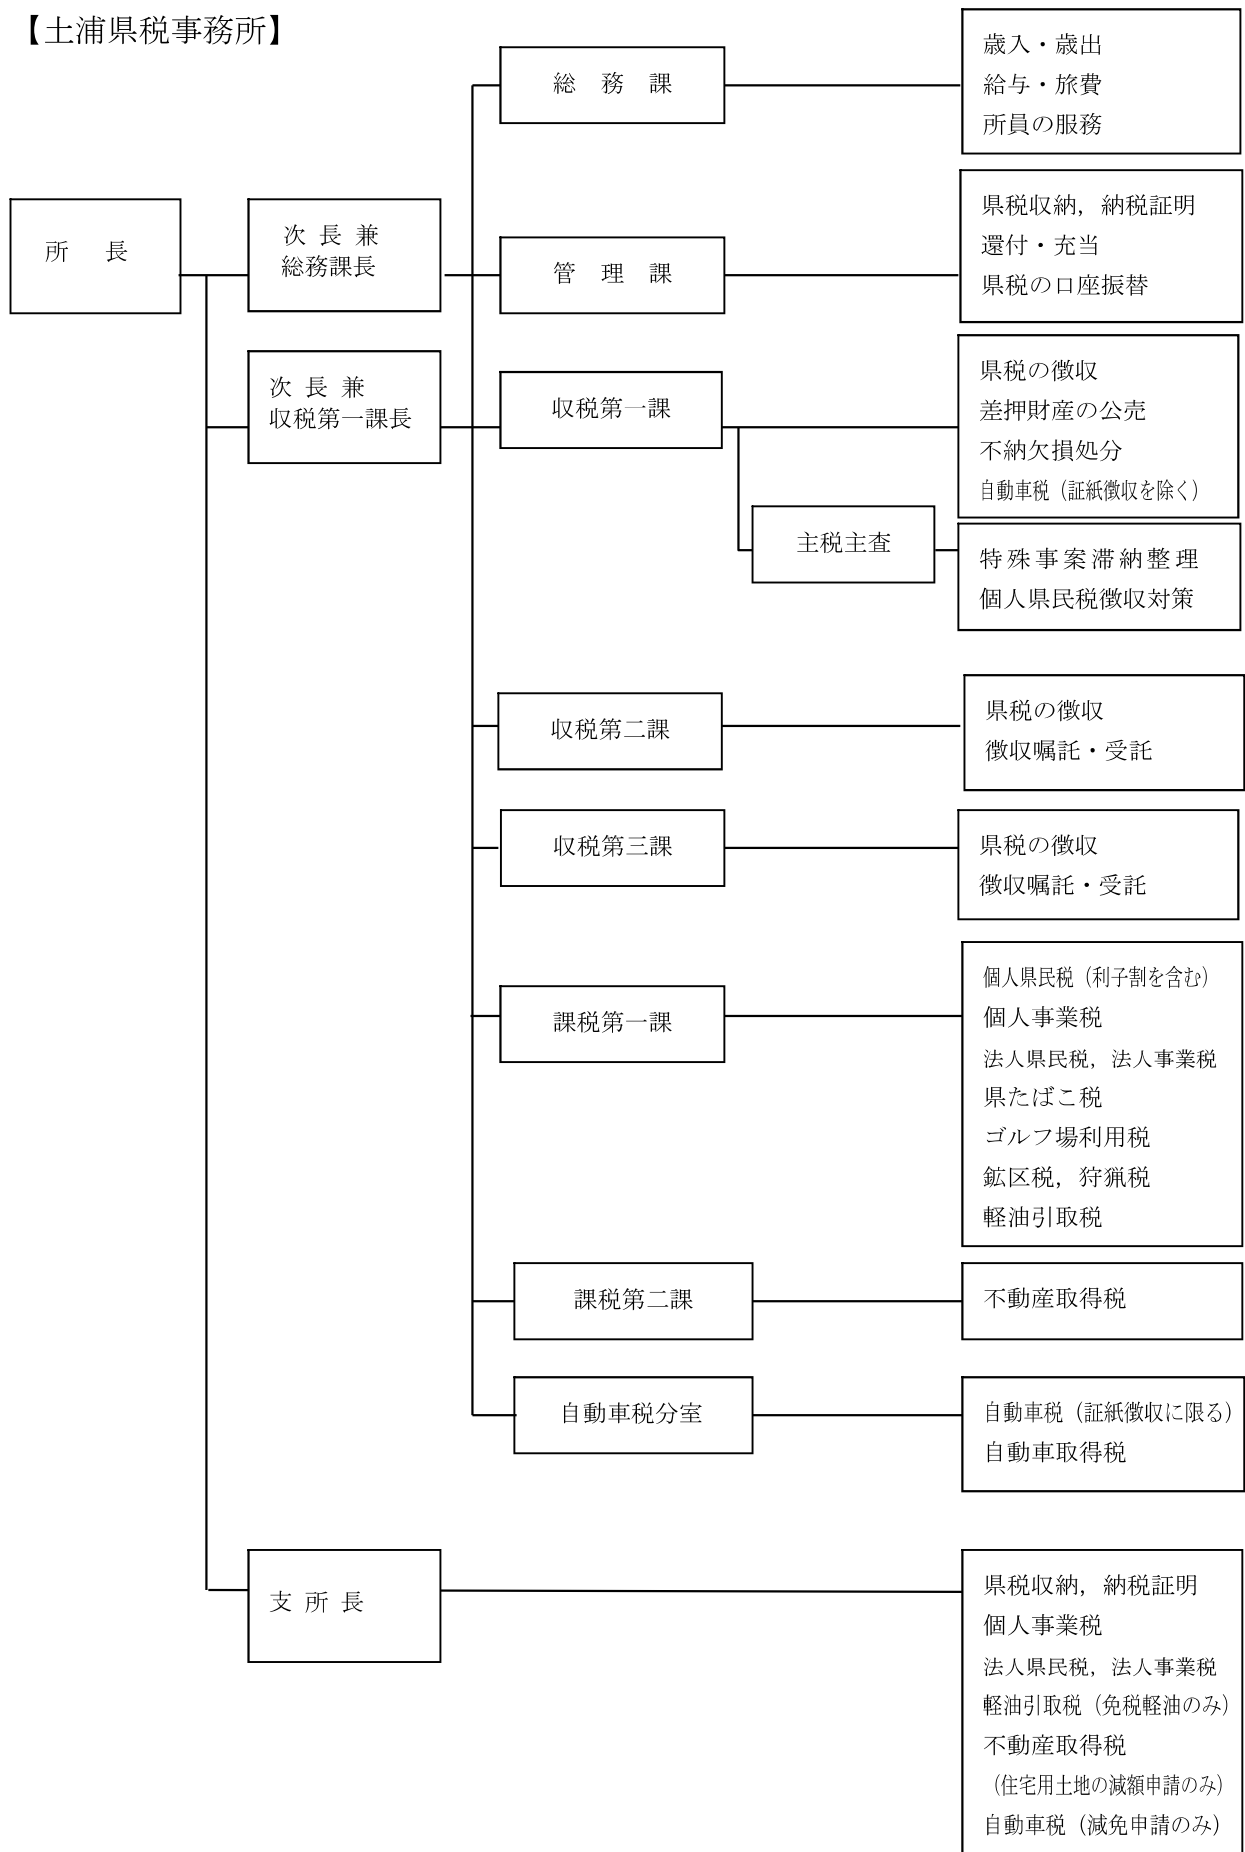 【土浦県税事務所】
所　長
次 長 兼
総務課長
総　務　課
歳入・歳出
給与・旅費
所員の服務
管　理　課
県税収納，納税証明
還付・充当
県税の口座振替
次 長 兼
収税第一課長
収税第一課
県税の徴収
差押財産の公売
不納欠損処分
自動車税（証紙徴収を除く）
主税主査
特殊事案滞納整理
個人県民税徴収対策
収税第二課
県税の徴収
徴収嘱託・受託
収税第三課
県税の徴収
徴収嘱託・受託
課税第一課
個人県民税（利子割を含む）
個人事業税
法人県民税，法人事業税
県たばこ税
ゴルフ場利用税
鉱区税，狩猟税
軽油引取税
課税第二課
不動産取得税
自動車税分室
自動車税（証紙徴収に限る）
自動車取得税
支 所 長
県税収納，納税証明
個人事業税
法人県民税，法人事業税
軽油引取税（免税軽油のみ）
不動産取得税
（住宅用土地の減額申請のみ）
自動車税（減免申請のみ）